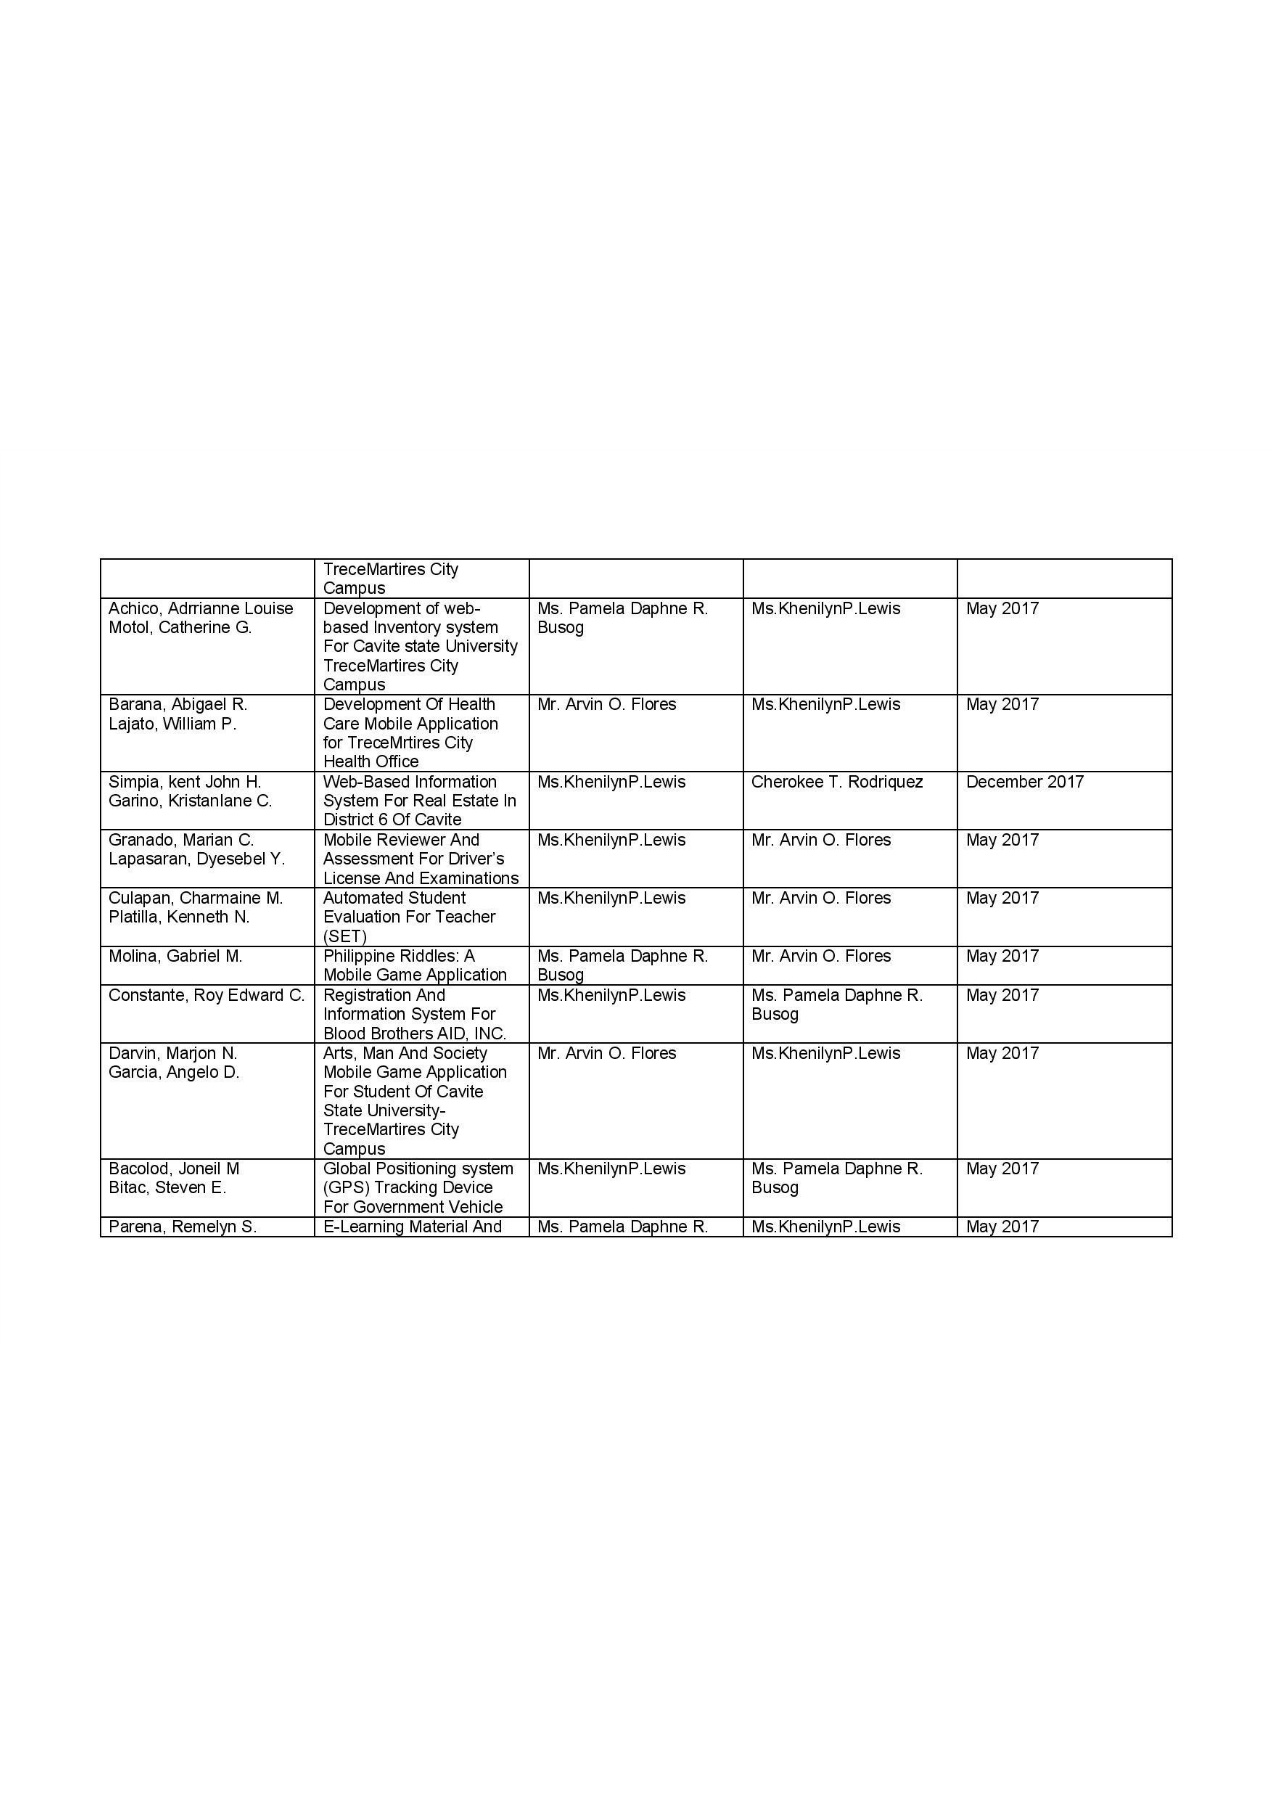 TreceMartires City
Campus
Achico, Adrrianne Louise
Motol, Catherine G.
Development of web-
based Inventory system
For Cavite state University
TreceMartires City
Campus
Ms. Pamela Daphne R.
Busog
Ms.KhenilynP.Lewis
May 2017
Barana, Abigael R.
Lajato, William P.
Development Of Health
Care Mobile Application
for TreceMrtires City
Health Office
Mr. Arvin O. Flores
Ms.KhenilynP.Lewis
May 2017
Simpia, kent John H.
Garino, Kristanlane C.
Web-Based Information
System For Real Estate In
District 6 Of Cavite
Ms.KhenilynP.Lewis
Cherokee T. Rodriquez
December 2017
Granado, Marian C.
Lapasaran, Dyesebel Y.
Mobile Reviewer And
Assessment For Driver’s
License And Examinations
Ms.KhenilynP.Lewis
Mr. Arvin O. Flores
May 2017
Culapan, Charmaine M.
Platilla, Kenneth N.
Automated Student
Evaluation For Teacher
(SET)
Ms.KhenilynP.Lewis
Mr. Arvin O. Flores
May 2017
Molina, Gabriel M.
Philippine Riddles: A
Mobile Game Application
Ms. Pamela Daphne R.
Busog
Mr. Arvin O. Flores
May 2017
Constante, Roy Edward C.
Registration And
Information System For
Blood Brothers AID, INC.
Ms.KhenilynP.Lewis
Ms. Pamela Daphne R.
Busog
May 2017
Darvin, Marjon N.
Garcia, Angelo D.
Arts, Man And Society
Mobile Game Application
For Student Of Cavite
State University-
TreceMartires City
Campus
Mr. Arvin O. Flores
Ms.KhenilynP.Lewis
May 2017
Bacolod, Joneil M
Bitac, Steven E.
Global Positioning system
(GPS) Tracking Device
For Government Vehicle
Ms.KhenilynP.Lewis
Ms. Pamela Daphne R.
Busog
May 2017
Parena, Remelyn S.
E-Learning Material And
Ms. Pamela Daphne R.
Ms.KhenilynP.Lewis
May 2017